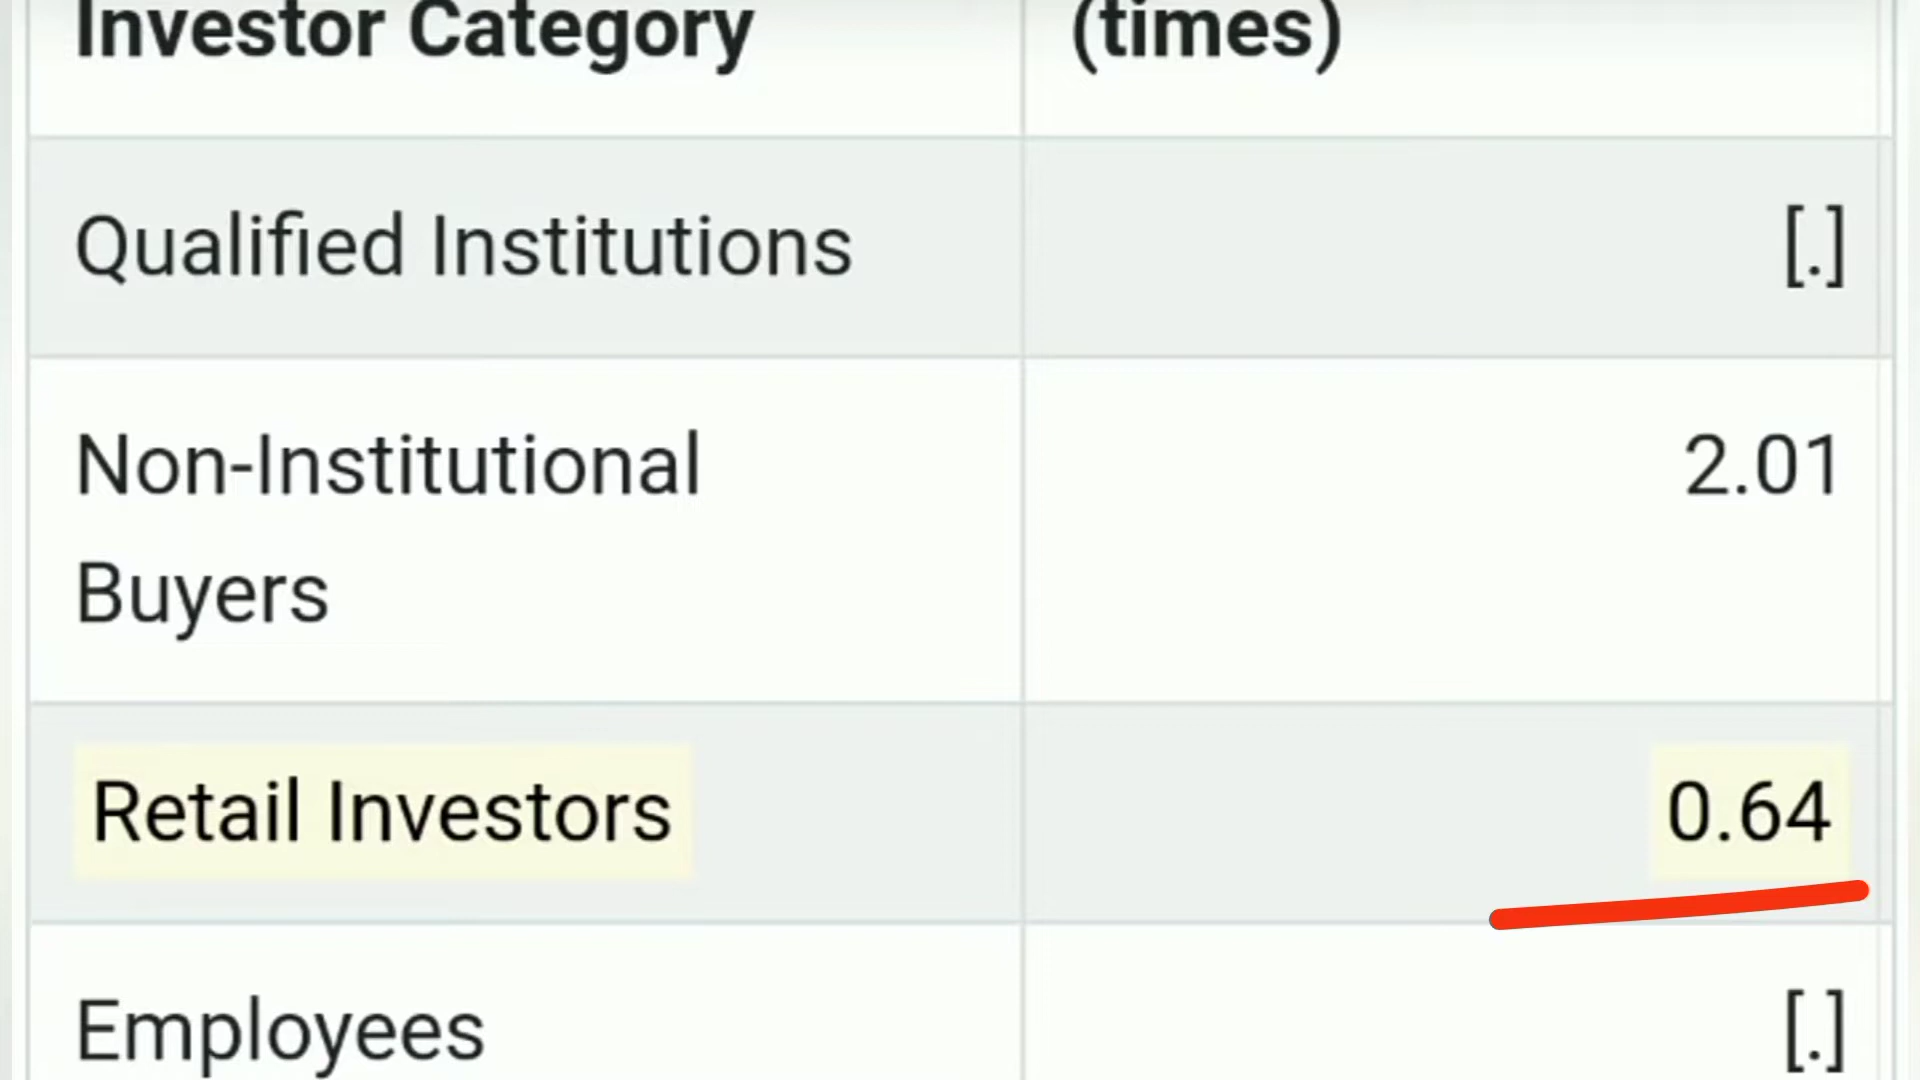 Investor Category
(times)
Qualified Institutions
[.]
Non-Institutional
Buyers
2.01
Retail Investors
0.64
Employees
[.]